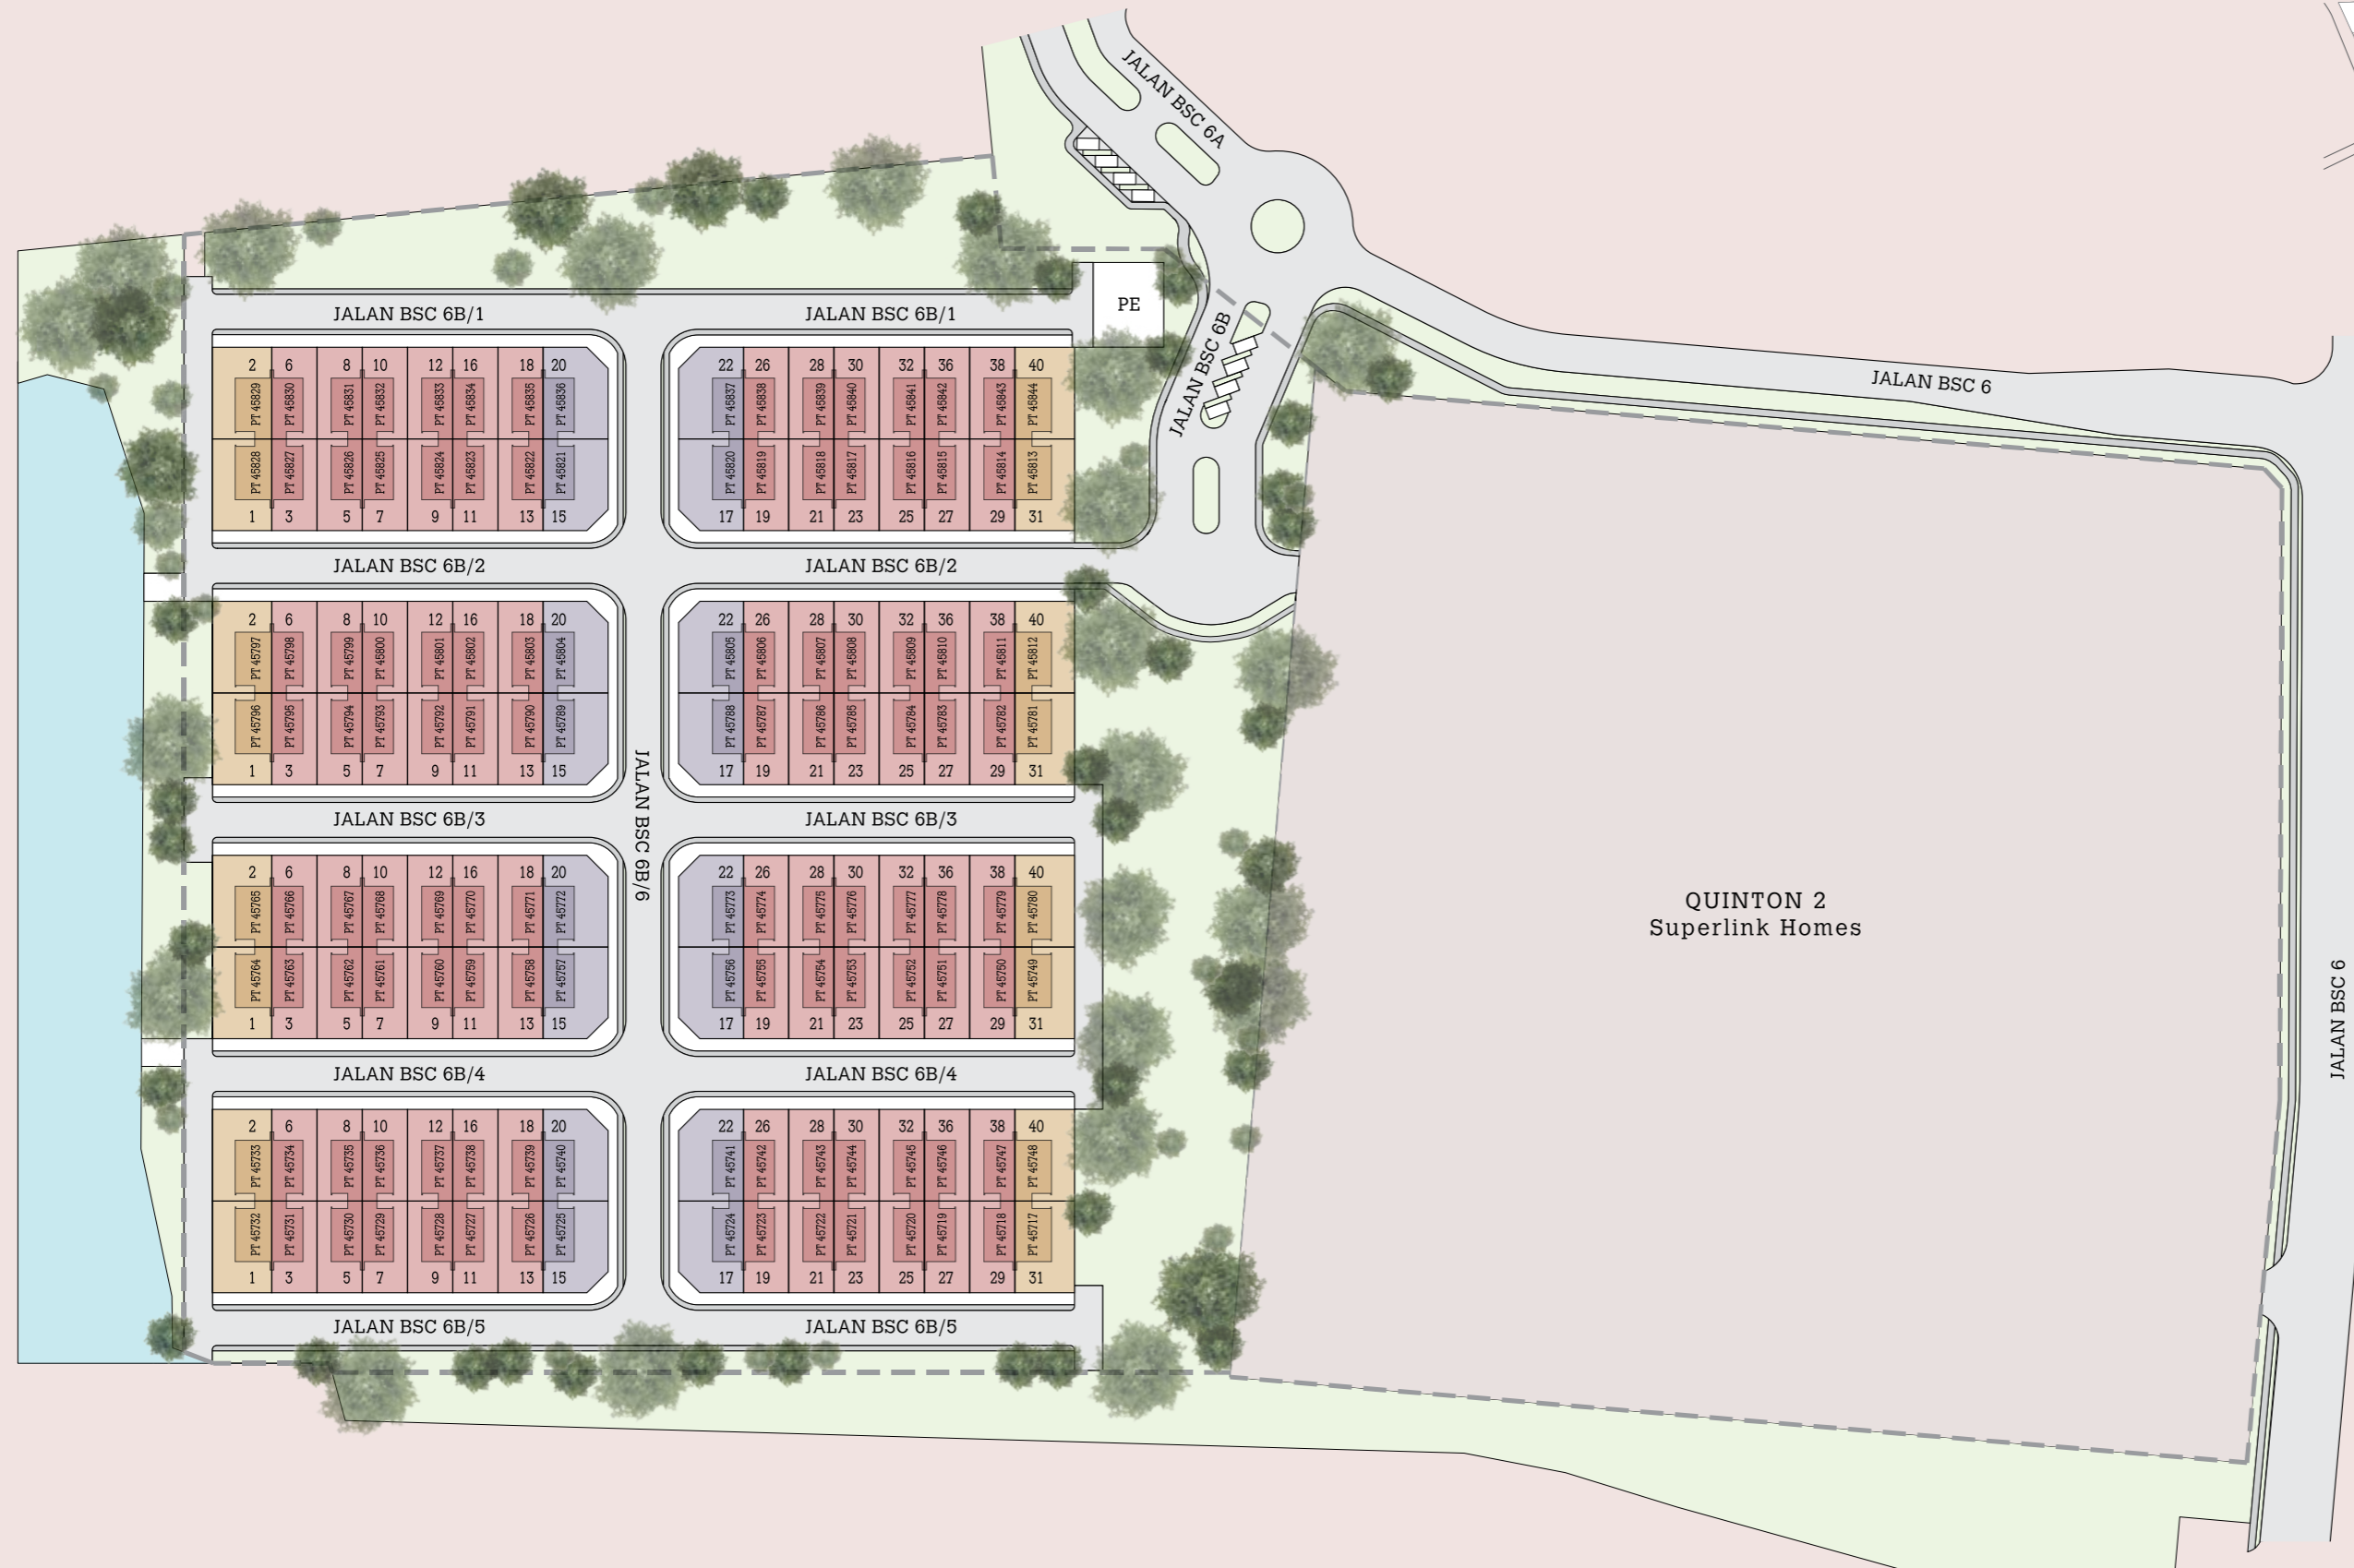 JALAN BSC 6A
JALAN BSC 6B/1 JALAN BSC 6B/1
PE
JALAN BSC 6B
JALAN BSC 6
2 6 8 10 12 16 18 20 22 26 28 30 32 36 38 40
PT 45829 PT 45830 PT 45831 PT 45832 PT 45833 PT 45834 PT 45835 PT 45836 PT 45837 PT 45838 PT 45839 PT 45840 PT 45841 PT 45842 PT 45843 PT 45844
PT 45828 PT 45827 PT 45826 PT 45825 PT 45824 PT 45823 PT 45822 PT 45821 PT 45820 PT 45819 PT 45818 PT 45817 PT 45816 PT 45815 PT 45814 PT 45813
1 3 5 7 9 11 13 15 17 19 21 23 25 27 29 31
JALAN BSC 6B/2 JALAN BSC 6B/2
2 6 8 10 12 16 18 20 22 26 28 30 32 36 38 40
PT 45797 PT 45798 PT 45799 PT 45800 PT 45801 PT 45802 PT 45803 PT 45804 PT 45805 PT 45806 PT 45807 PT 45808 PT 45809 PT 45810 PT 45811 PT 45812
PT 45796 PT 45795 PT 45794 PT 45793 PT 45792 PT 45791 PT 45790 PT 45789 PT 45788 PT 45787 PT 45786 PT 45785 PT 45784 PT 45783 PT 45782 PT 45781
1 3 5 7 9 11 13 15 17 19 21 23 25 27 29 31
JALAN BSC 6B/3 JALAN BSC 6B/3
JALAN BSC 6B/6
2 6 8 10 12 16 18 20 22 26 28 30 32 36 38 40
PT 45765 PT 45766 PT 45767 PT 45768 PT 45769 PT 45770 PT 45771 PT 45772 PT 45773 PT 45774 PT 45775 PT 45776 PT 45777 PT 45778 PT 45779 PT 45780
PT 45764 PT 45763 PT 45762 PT 45761 PT 45760 PT 45759 PT 45758 PT 45757 PT 45756 PT 45755 PT 45754 PT 45753 PT 45752 PT 45751 PT 45750 PT 45749
1 3 5 7 9 11 13 15 17 19 21 23 25 27 29 31
QUINTON 2
Superlink Homes
JALAN BSC 6
JALAN BSC 6B/4 JALAN BSC 6B/4
2 6 8 10 12 16 18 20 22 26 28 30 32 36 38 40
PT 45733 PT 45734 PT 45735 PT 45736 PT 45737 PT 45738 PT 45739 PT 45740 PT 45741 PT 45742 PT 45743 PT 45744 PT 45745 PT 45746 PT 45747 PT 45748
PT 45732 PT 45731 PT 45730 PT 45729 PT 45728 PT 45727 PT 45726 PT 45725 PT 45724 PT 45723 PT 45722 PT 45721 PT 45720 PT 45719 PT 45718 PT 45717
1 3 5 7 9 11 13 15 17 19 21 23 25 27 29 31
JALAN BSC 6B/5 JALAN BSC 6B/5